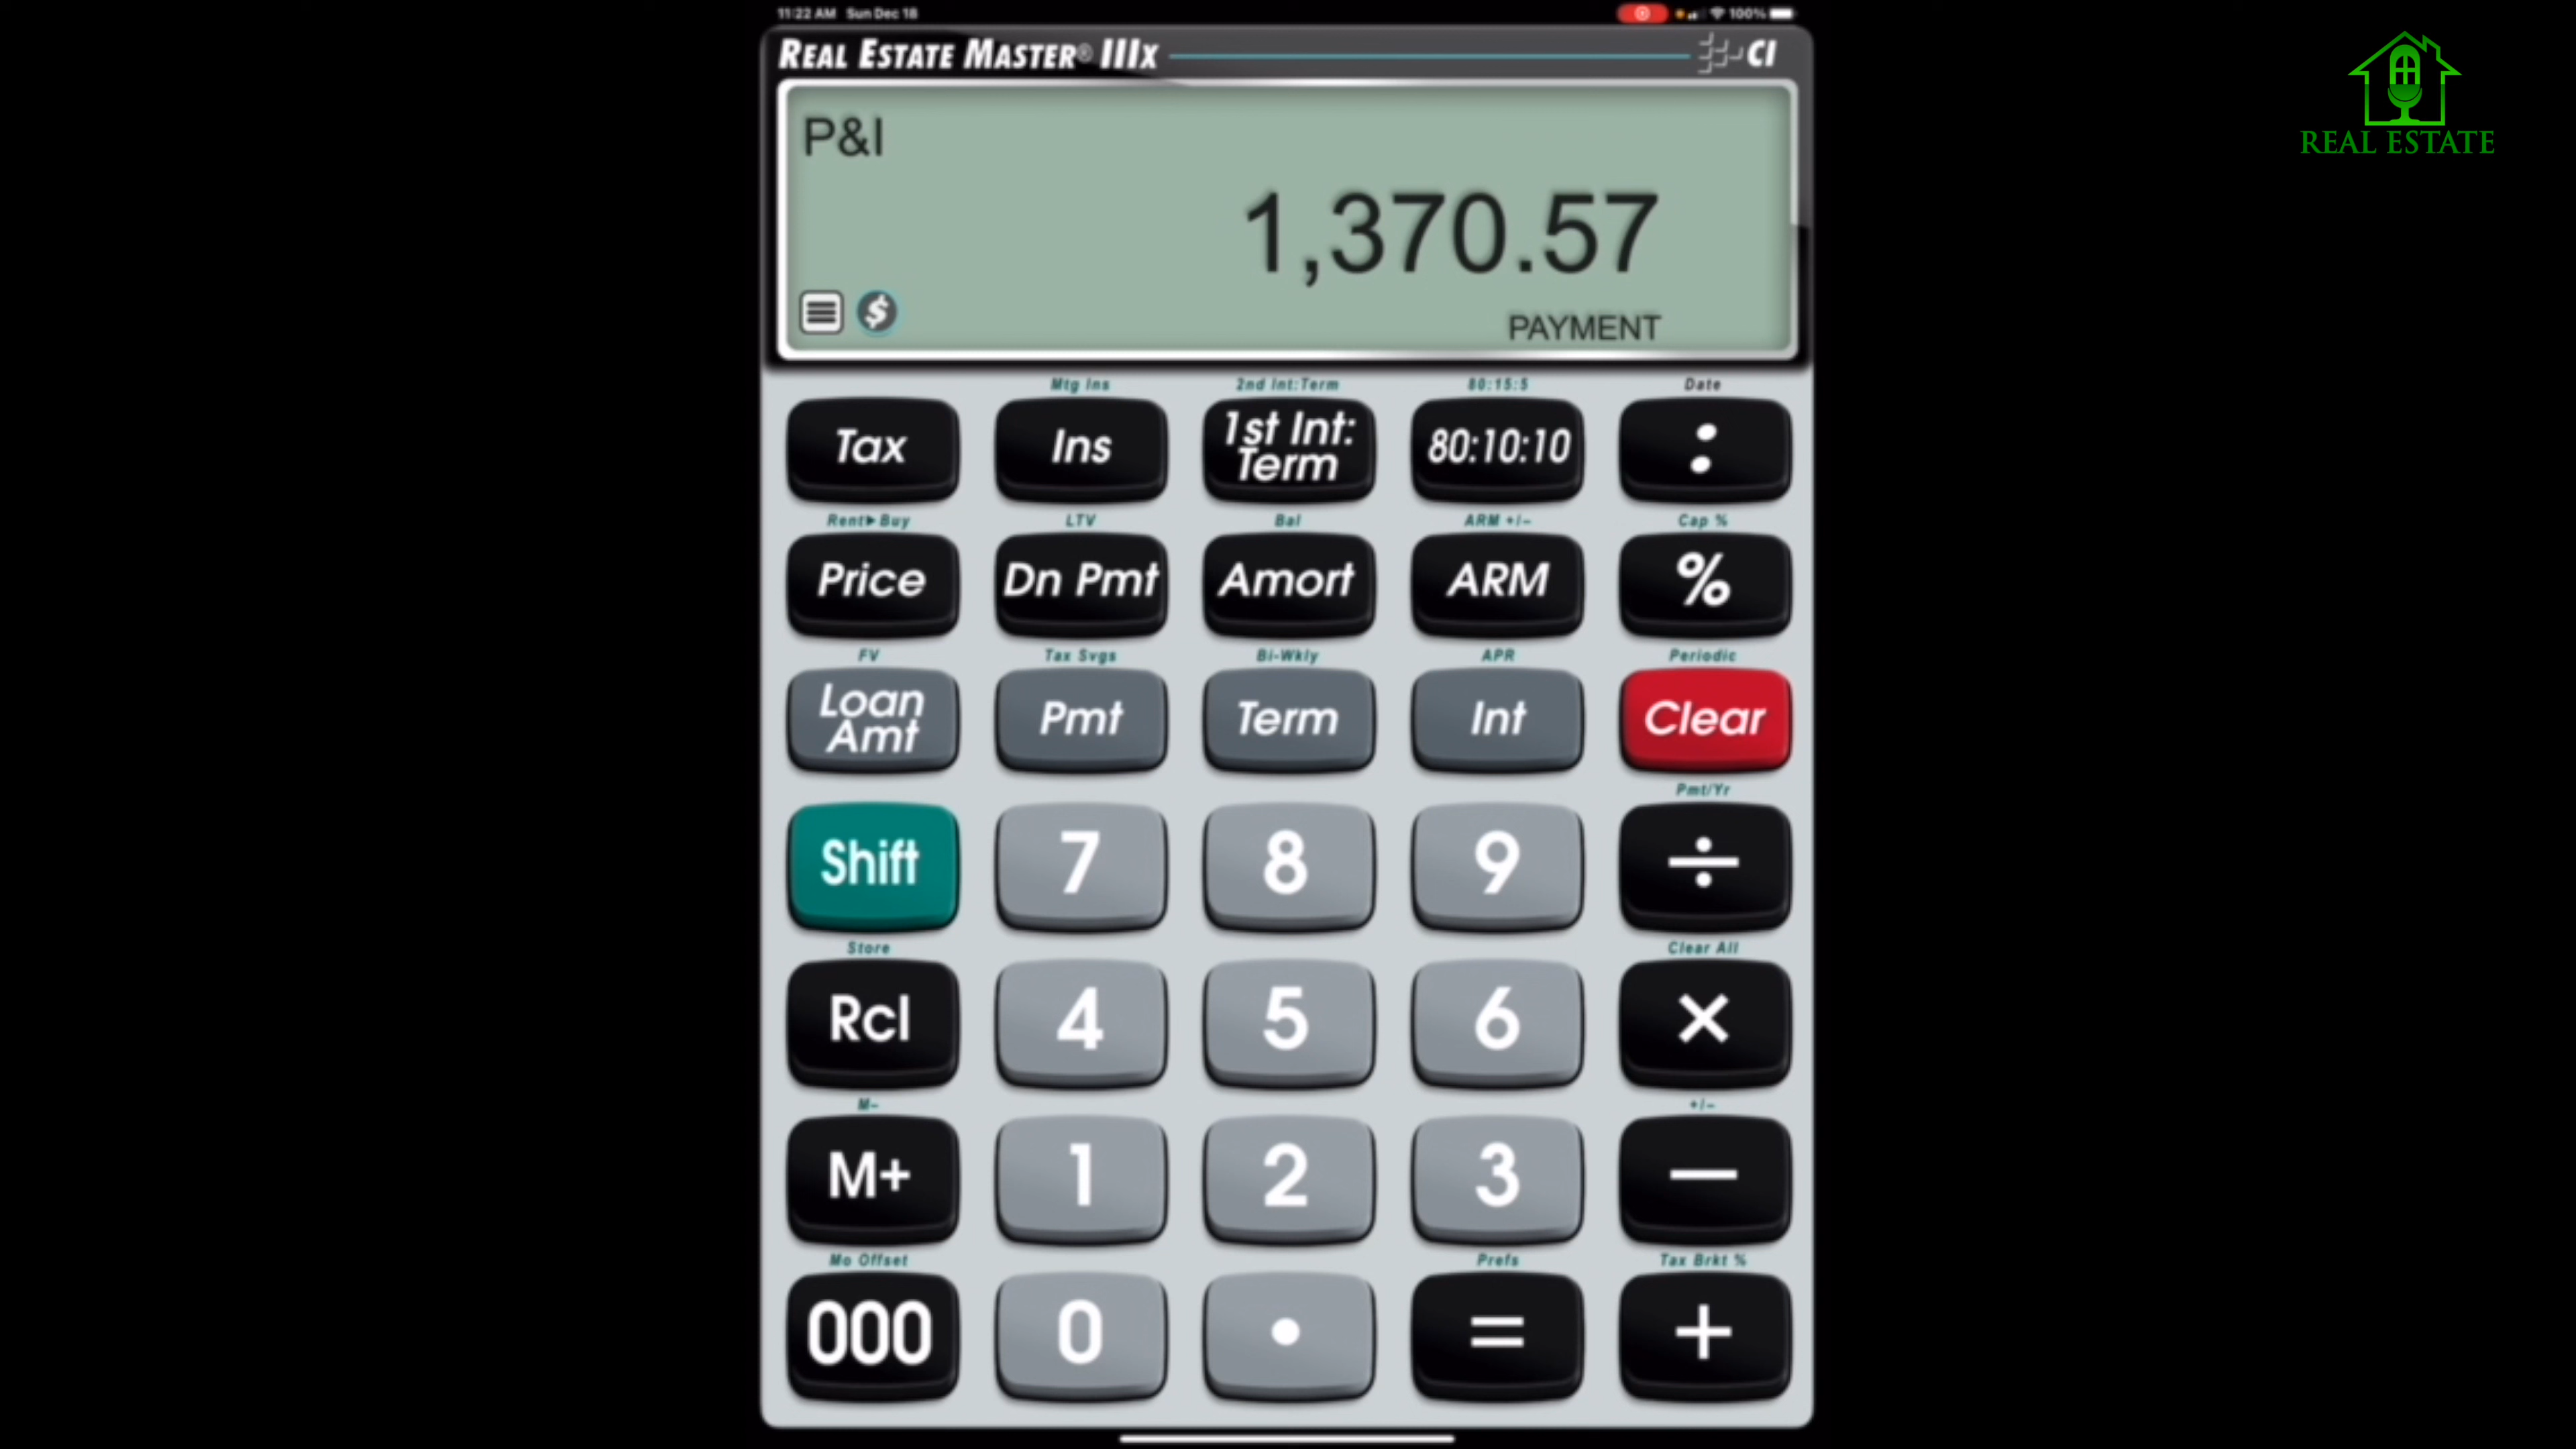 11:22 AM Sun Dec 18
100%
REAL ESTATE MASTER® IIIX
CI
REAL ESTATE
P&I
1,370.57
$
PAYMENT
Mtg Ins 2nd Int:Term 80:15:5 Date
Tax Ins 1st Int: Term 80:10:10 :
Rent▶Buy LTV Bal ARM +/− Cap %
Price Dn Pmt Amort ARM %
FV Tax Svgs Bi-Wkly APR Periodic
Loan Amt Pmt Term Int Clear
Pmt/Yr
Shift 7 8 9 ÷
Store Clear All
Rcl 4 5 6 ×
M− +/−
M+ 1 2 3 −
Mo Offset Prefs Tax Brkt %
000 0 • = +